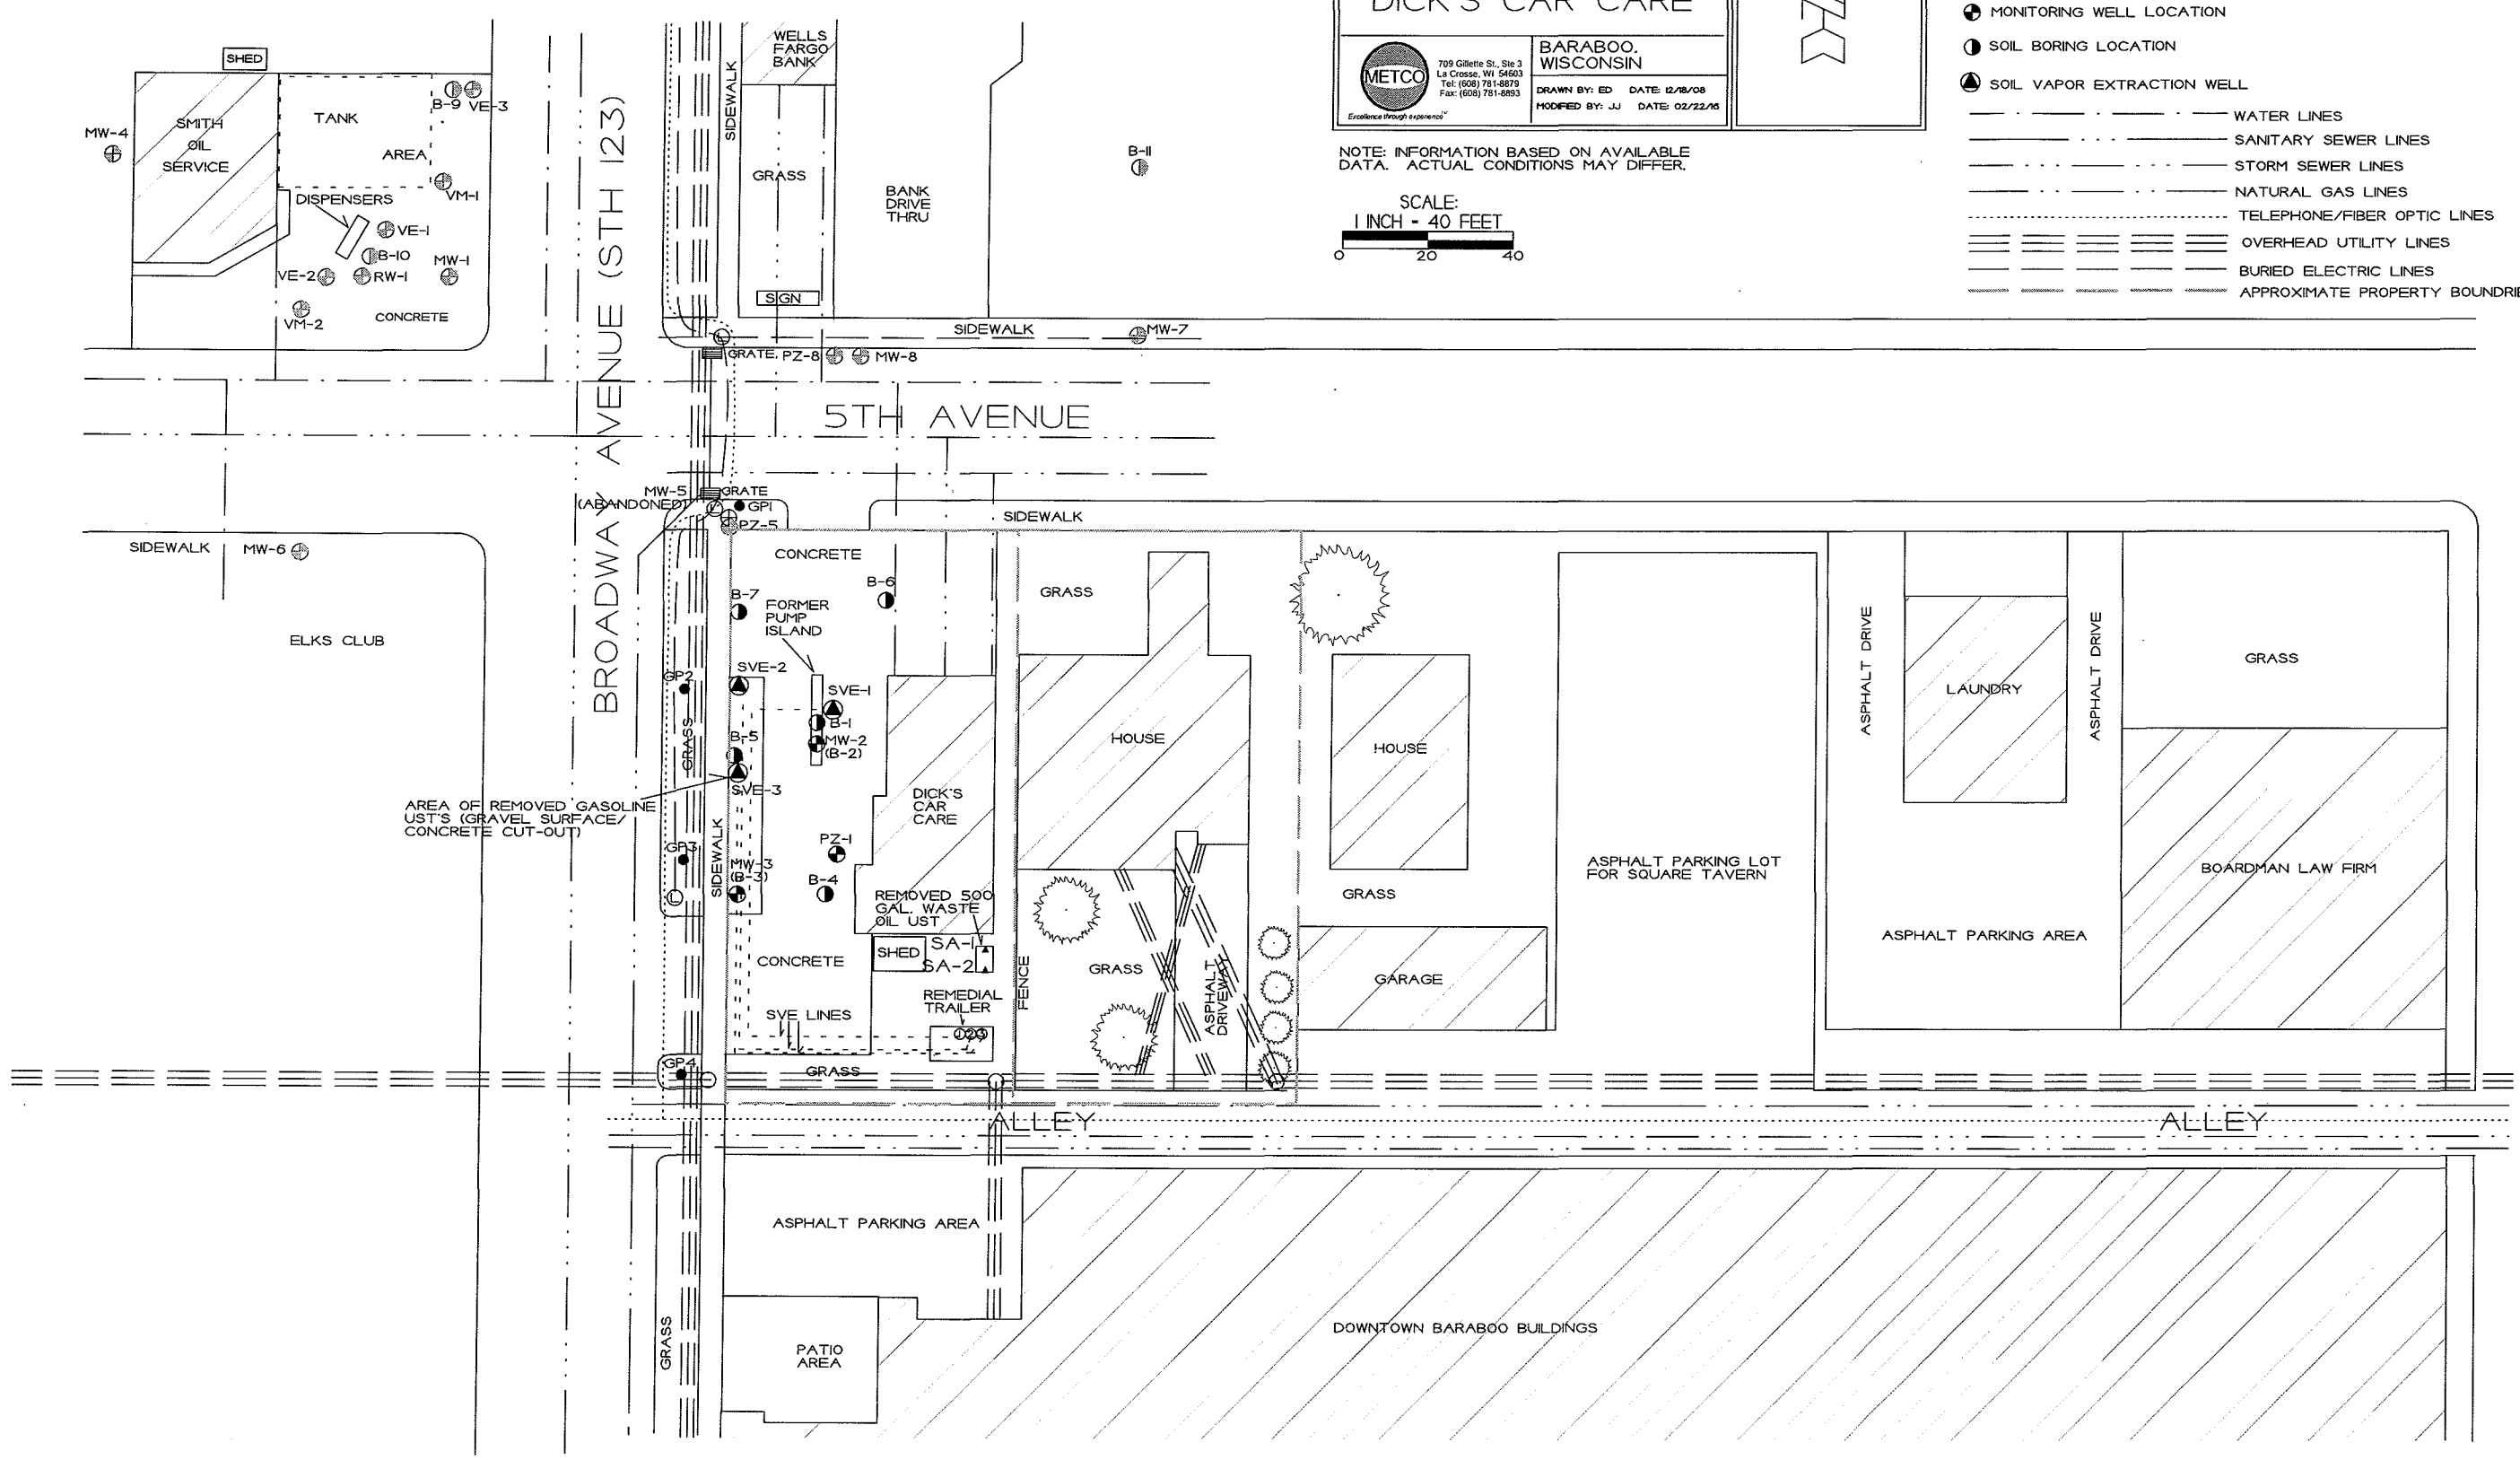 DICK'S CAR CARE
METCO
Excellence through experience
709 Gillette St., Ste 3
La Crosse, WI 54603
Tel: (608) 781-8879
Fax: (608) 781-8893
BARABOO,
WISCONSIN
DRAWN BY: ED DATE: 12/18/08
MODIFIED BY: JJ DATE: 02/22/16
NOTE: INFORMATION BASED ON AVAILABLE
DATA. ACTUAL CONDITIONS MAY DIFFER.
SCALE:
1 INCH - 40 FEET
0 20 40
MONITORING WELL LOCATION
SOIL BORING LOCATION
SOIL VAPOR EXTRACTION WELL
WATER LINES
SANITARY SEWER LINES
STORM SEWER LINES
NATURAL GAS LINES
TELEPHONE/FIBER OPTIC LINES
OVERHEAD UTILITY LINES
BURIED ELECTRIC LINES
APPROXIMATE PROPERTY BOUNDRIE
SHED
SMITH
OIL
SERVICE
TANK
AREA
B-9 VE-3
MW-4
VM-1
DISPENSERS
VE-1
B-10
MW-1
VE-2
RW-1
VM-2
CONCRETE
BROADWAY AVENUE (STH 123)
SIDEWALK
WELLS
FARGO
BANK
GRASS
BANK
DRIVE
THRU
SIGN
B-11
SIDEWALK
MW-7
GRATE
PZ-8
MW-8
5TH AVENUE
MW-5
(ABANDONED)
GRATE
GP1
PZ-5
SIDEWALK
SIDEWALK
MW-6
ELKS CLUB
CONCRETE
B-7
B-6
FORMER
PUMP
ISLAND
SVE-2
GP2
SVE-1
B-1
MW-2
(B-2)
GRASS
B-5
SVE-3
AREA OF REMOVED GASOLINE
UST'S (GRAVEL SURFACE/
CONCRETE CUT-OUT)
DICK'S
CAR
CARE
GP3
SIDEWALK
MW-3
(B-3)
PZ-1
B-4
L
REMOVED 500
GAL. WASTE
OIL UST
SHED
SA-1
SA-2
CONCRETE
REMEDIAL
TRAILER
SVE LINES
GP4
GRASS
FENCE
GRASS
HOUSE
GRASS
ASPHALT
DRIVEWAY
HOUSE
GRASS
GARAGE
ASPHALT PARKING LOT
FOR SQUARE TAVERN
ASPHALT DRIVE
LAUNDRY
ASPHALT DRIVE
GRASS
BOARDMAN LAW FIRM
ASPHALT PARKING AREA
ALLEY
ALLEY
ASPHALT PARKING AREA
GRASS
PATIO
AREA
DOWNTOWN BARABOO BUILDINGS